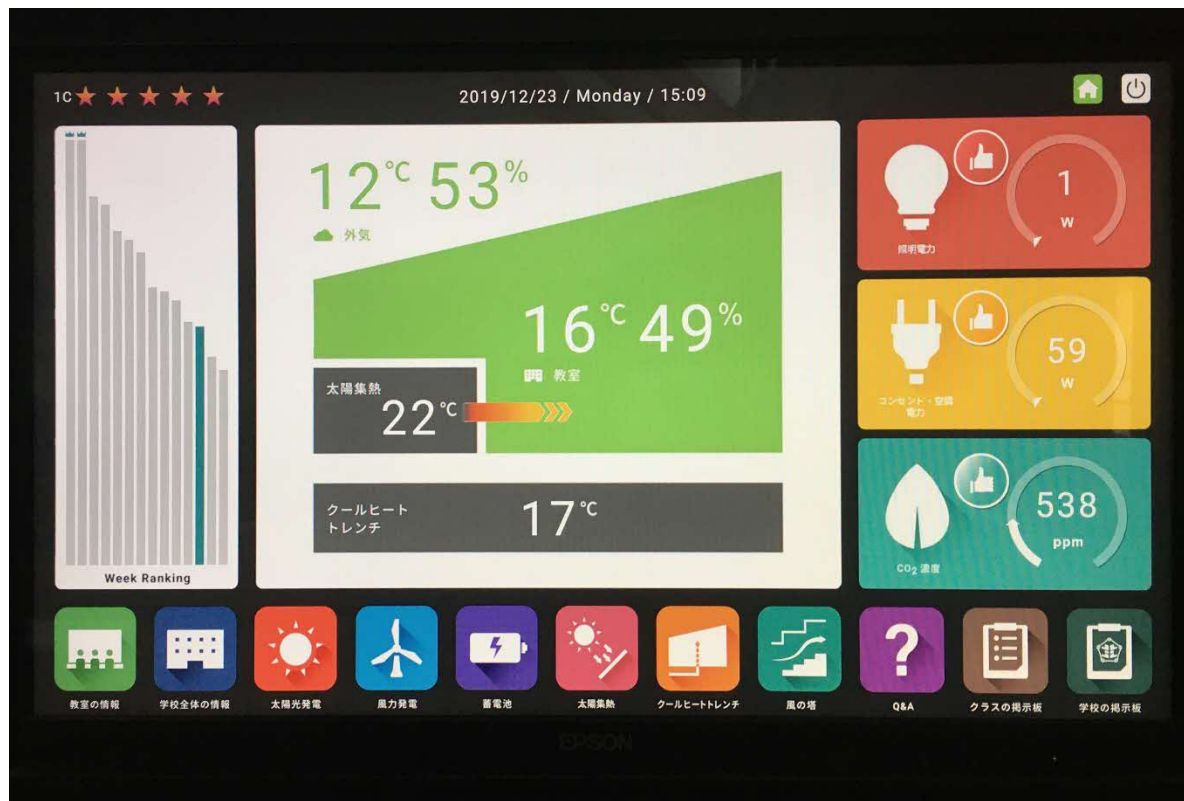 1C ★ ★ ★ ★ ★
2019/12/23 / Monday / 15:09
Week Ranking
12℃ 53%
外気
16℃ 49%
教室
太陽集熱
22℃
クールヒート
トレンチ
17℃
1
W
照明電力
59
W
コンセント・空調
電力
538
ppm
CO₂ 濃度
教室の情報
学校全体の情報
太陽光発電
風力発電
蓄電池
太陽集熱
クールヒートトレンチ
風の塔
Q&A
クラスの掲示板
学校の掲示板
EPSON